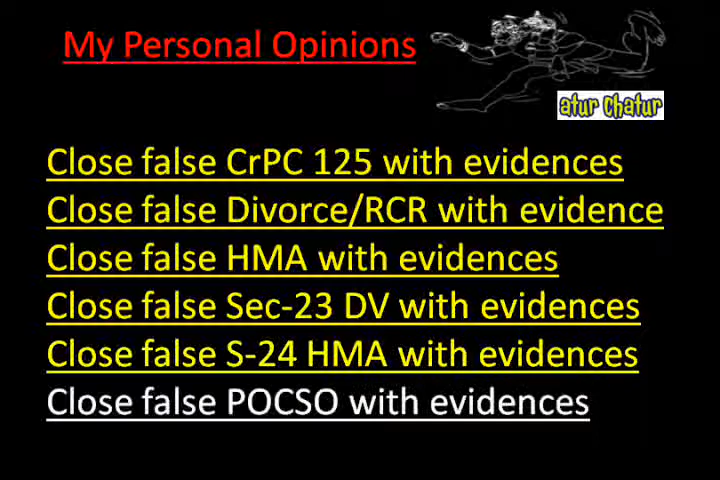 My Personal Opinions
atur Chatur
Close false CrPC 125 with evidences
Close false Divorce/RCR with evidence
Close false HMA with evidences
Close false Sec-23 DV with evidences
Close false S-24 HMA with evidences
Close false POCSO with evidences